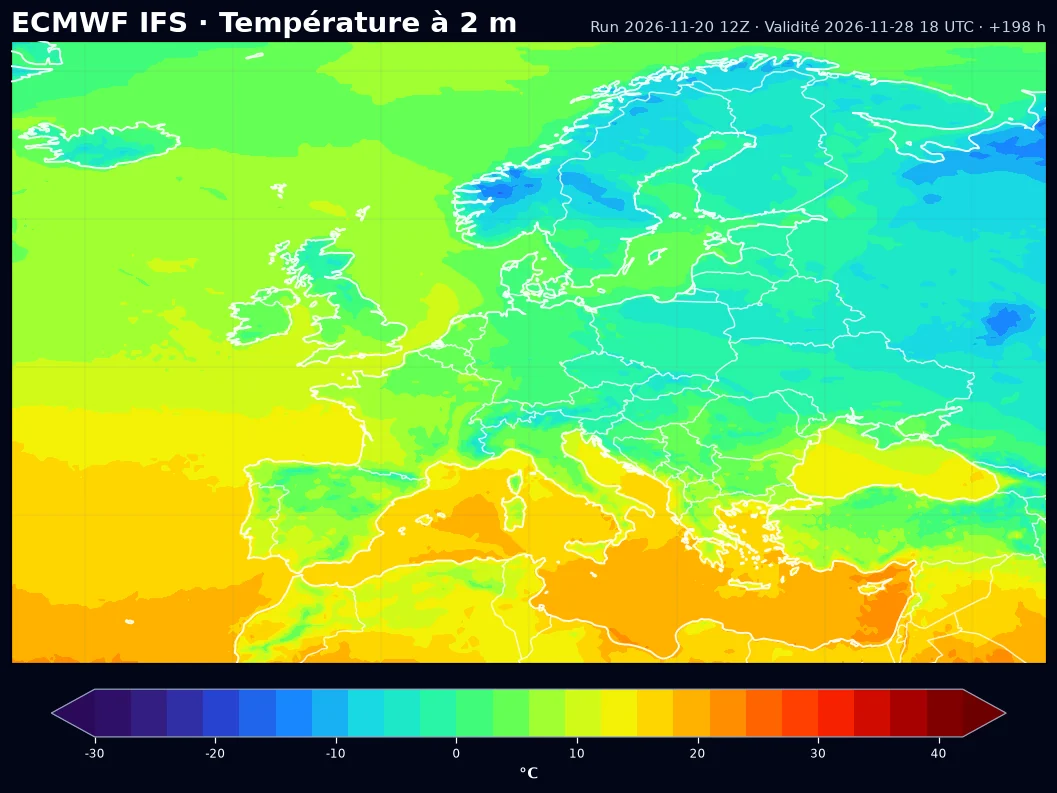 ECMWF IFS · Température à 2 m
Run 2026-11-20 12Z · Validité 2026-11-28 18 UTC · +198 h
-30 -20 -10 0 10 20 30 40
°C